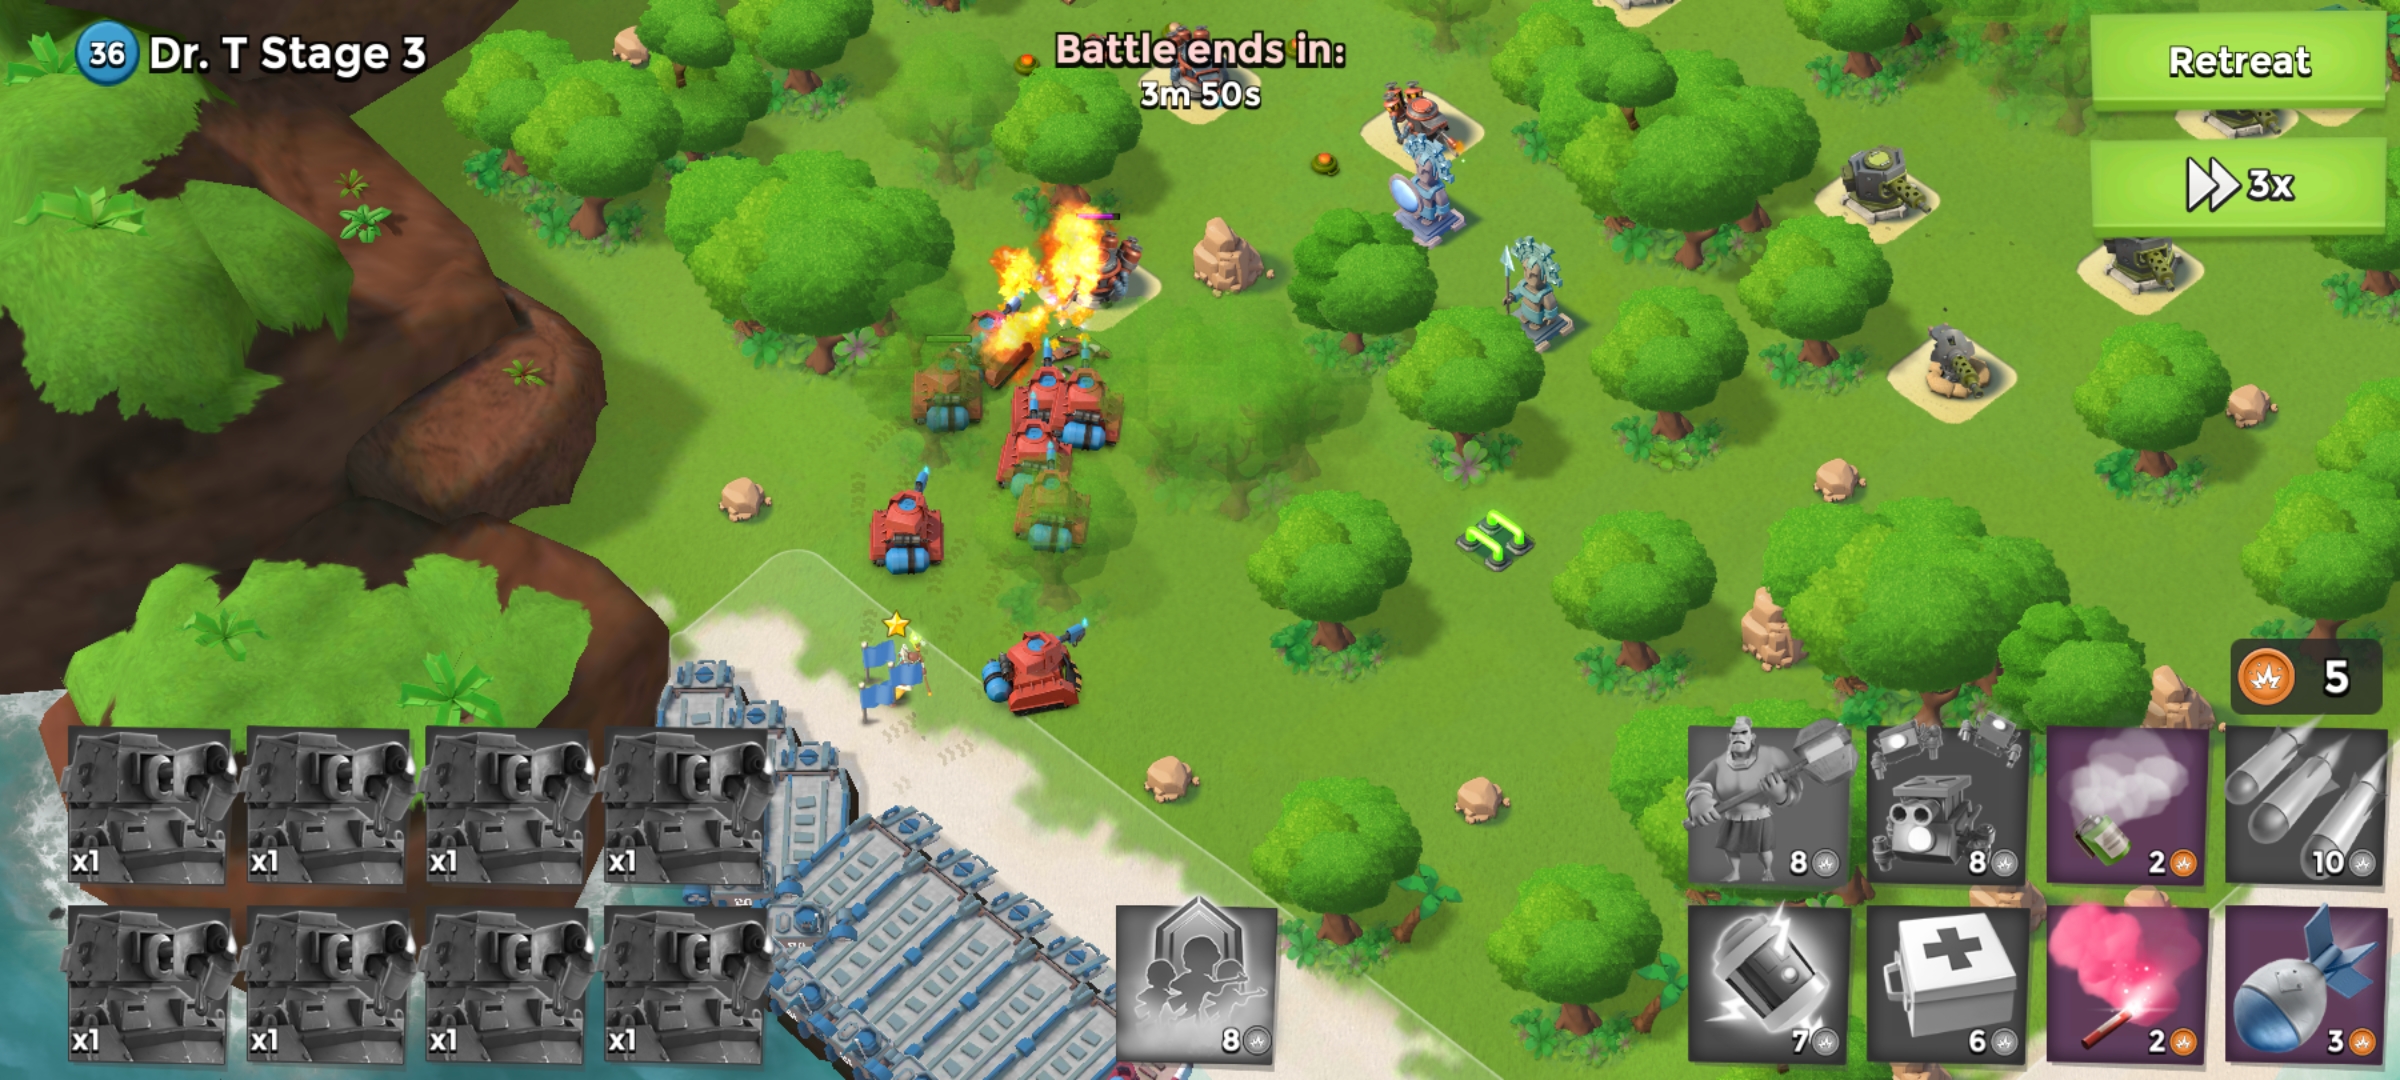 36 Dr. T Stage 3
Battle ends in:
3m 50s
Retreat
3x
5
x1 x1 x1 x1
8 8 2 10
x1 x1 x1 x1
8
7 6 2 3